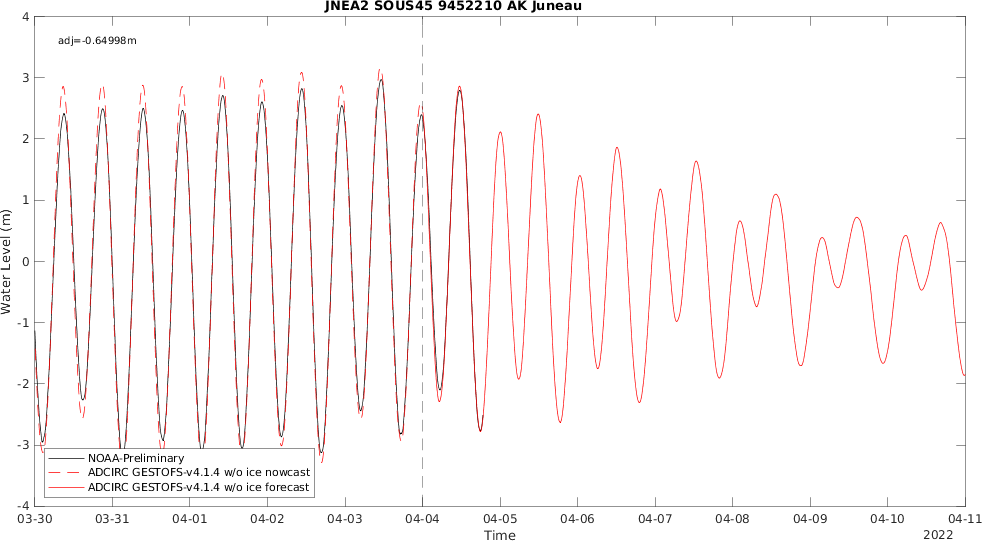 JNEA2 SOUS45 9452210 AK Juneau
adj=-0.64998m
4
3
2
1
0
-1
-2
-3
-4
Water Level (m)
NOAA-Preliminary
ADCIRC GESTOFS-v4.1.4 w/o ice nowcast
ADCIRC GESTOFS-v4.1.4 w/o ice forecast
03-30 03-31 04-01 04-02 04-03 04-04 04-05 04-06 04-07 04-08 04-09 04-10 04-11
Time
2022